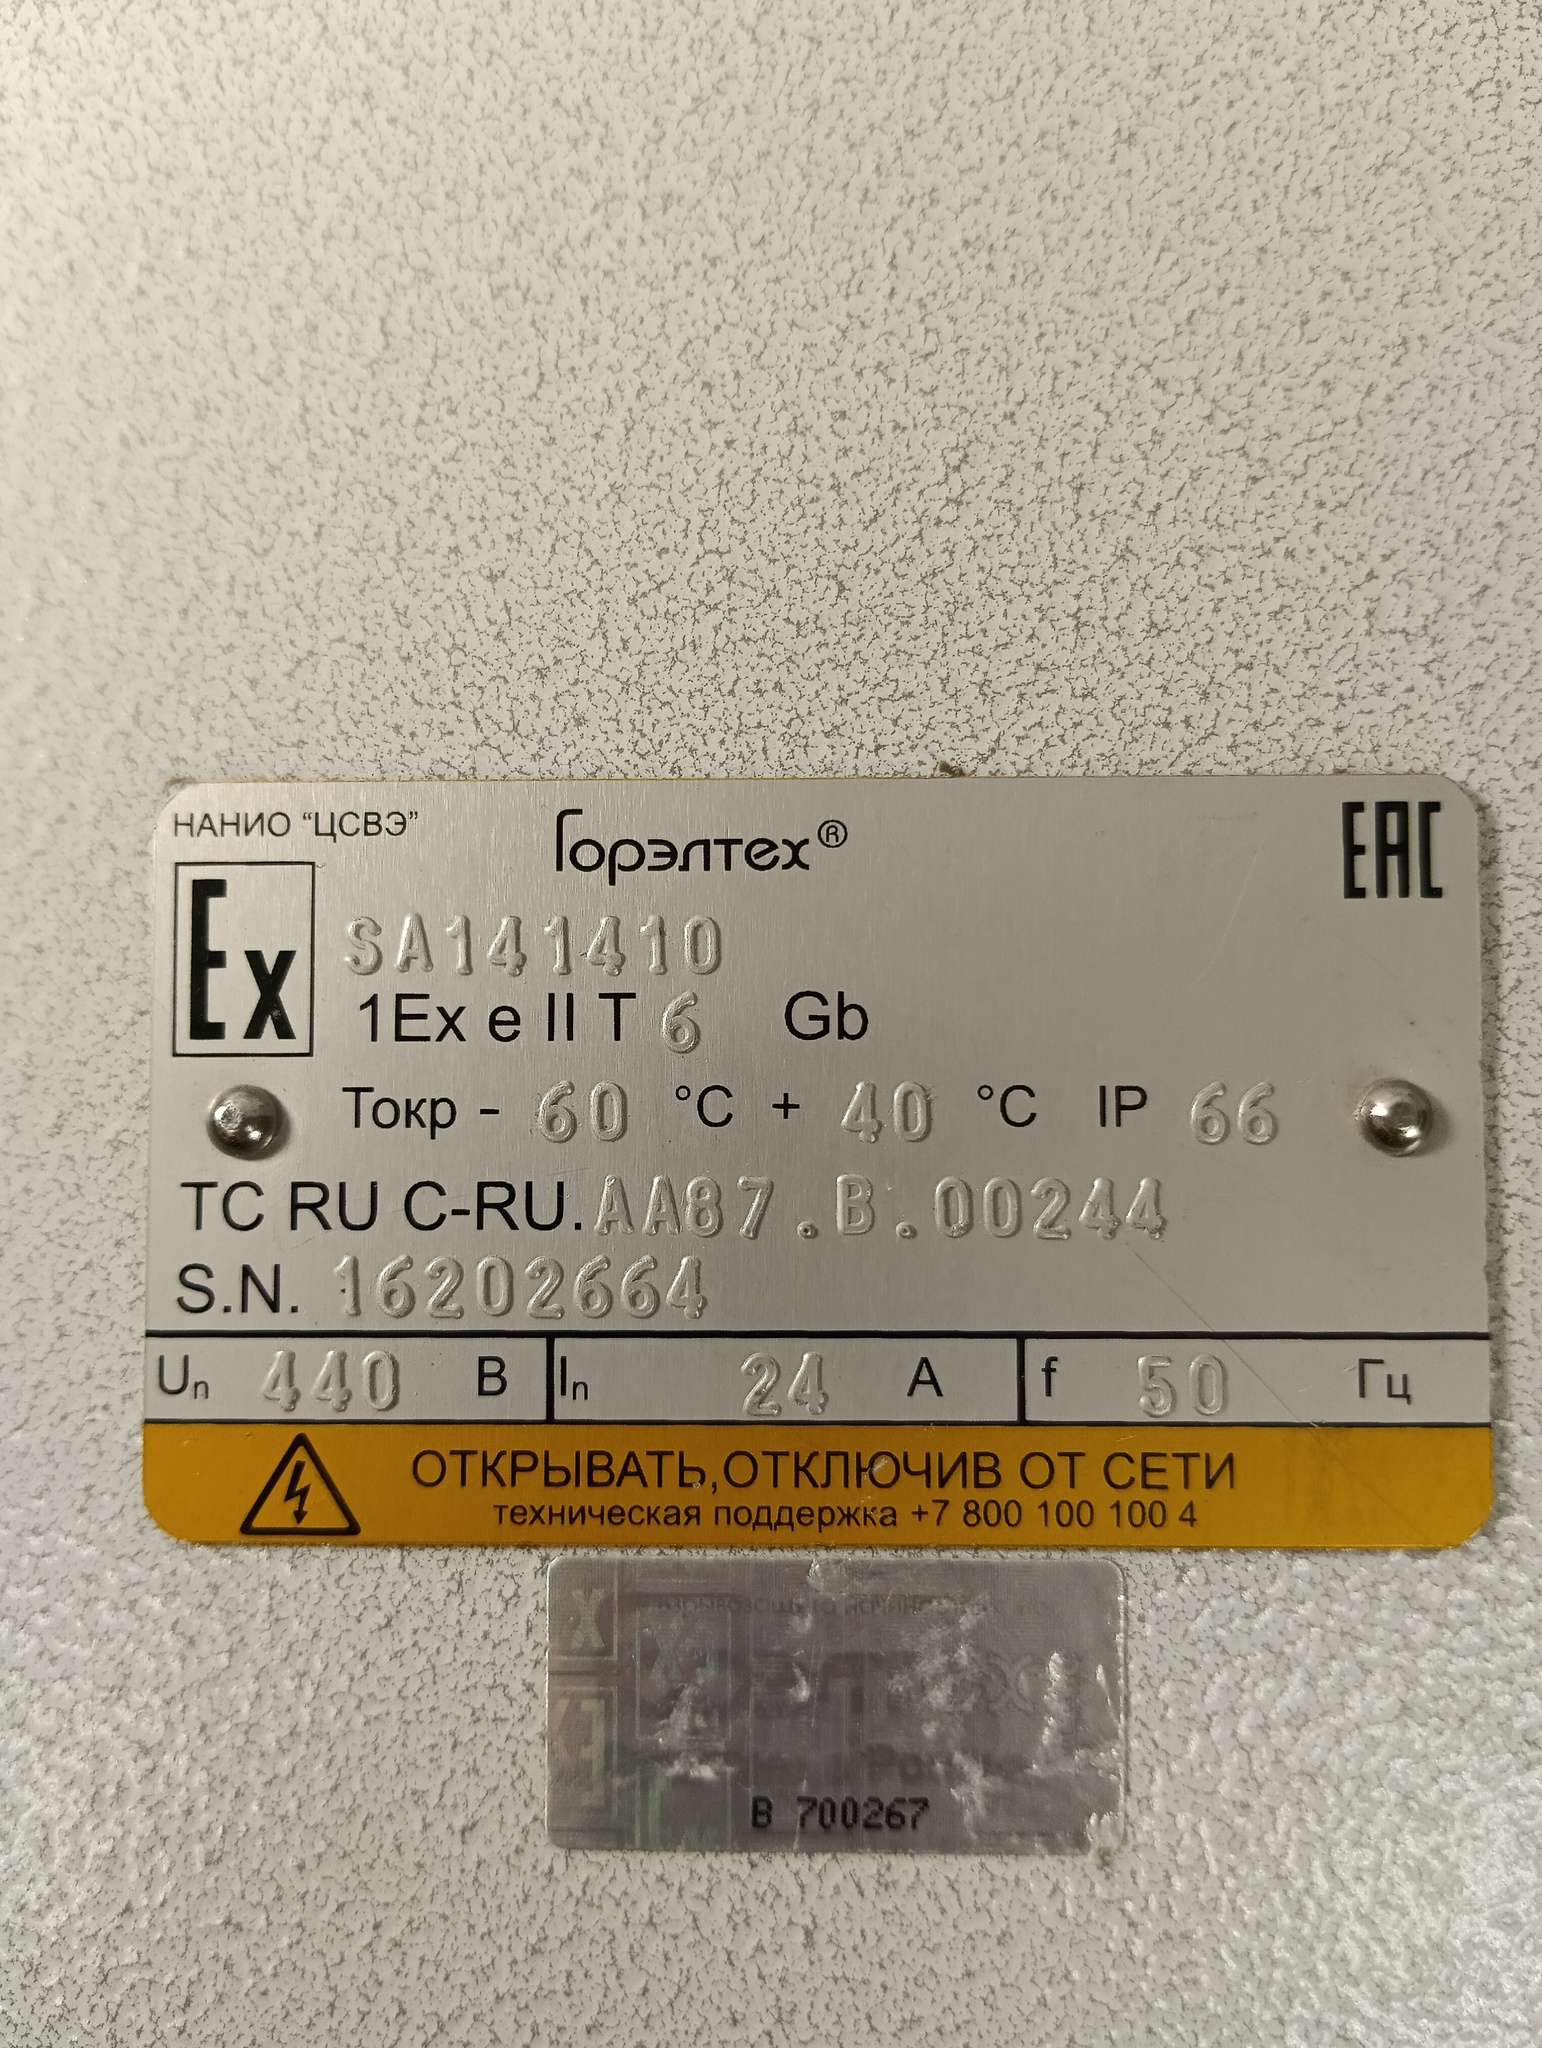 НАНИО "ЦСВЭ"
Горэлтех®
EAC
Ex
SA141410
1Ex e II T 6 Gb
Токр - 60 °C + 40 °C IP 66
TC RU C-RU.AA87.B.00244
S.N. 16202664
Un 440 В In 24 А f 50 Гц
ОТКРЫВАТЬ,ОТКЛЮЧИВ ОТ СЕТИ
техническая поддержка +7 800 100 100 4
B 700267